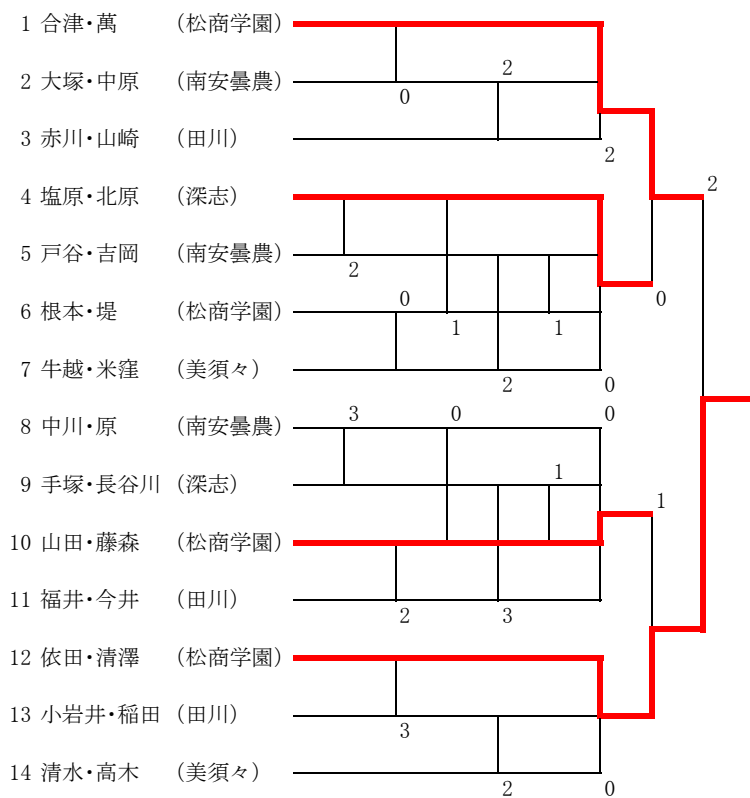 1 合津・萬 (松商学園)
2 大塚・中原 (南安曇農) 2
0
3 赤川・山崎 (田川)
2
2
4 塩原・北原 (深志)
5 戸谷・吉岡 (南安曇農)
2
0 0
6 根本・堤 (松商学園)
1 1
7 牛越・米窪 (美須々)
2 0
3 0 0
8 中川・原 (南安曇農)
1
9 手塚・長谷川 (深志)
1
10 山田・藤森 (松商学園)
11 福井・今井 (田川)
2 3
12 依田・清澤 (松商学園)
13 小岩井・稲田 (田川)
3
14 清水・高木 (美須々)
2 0